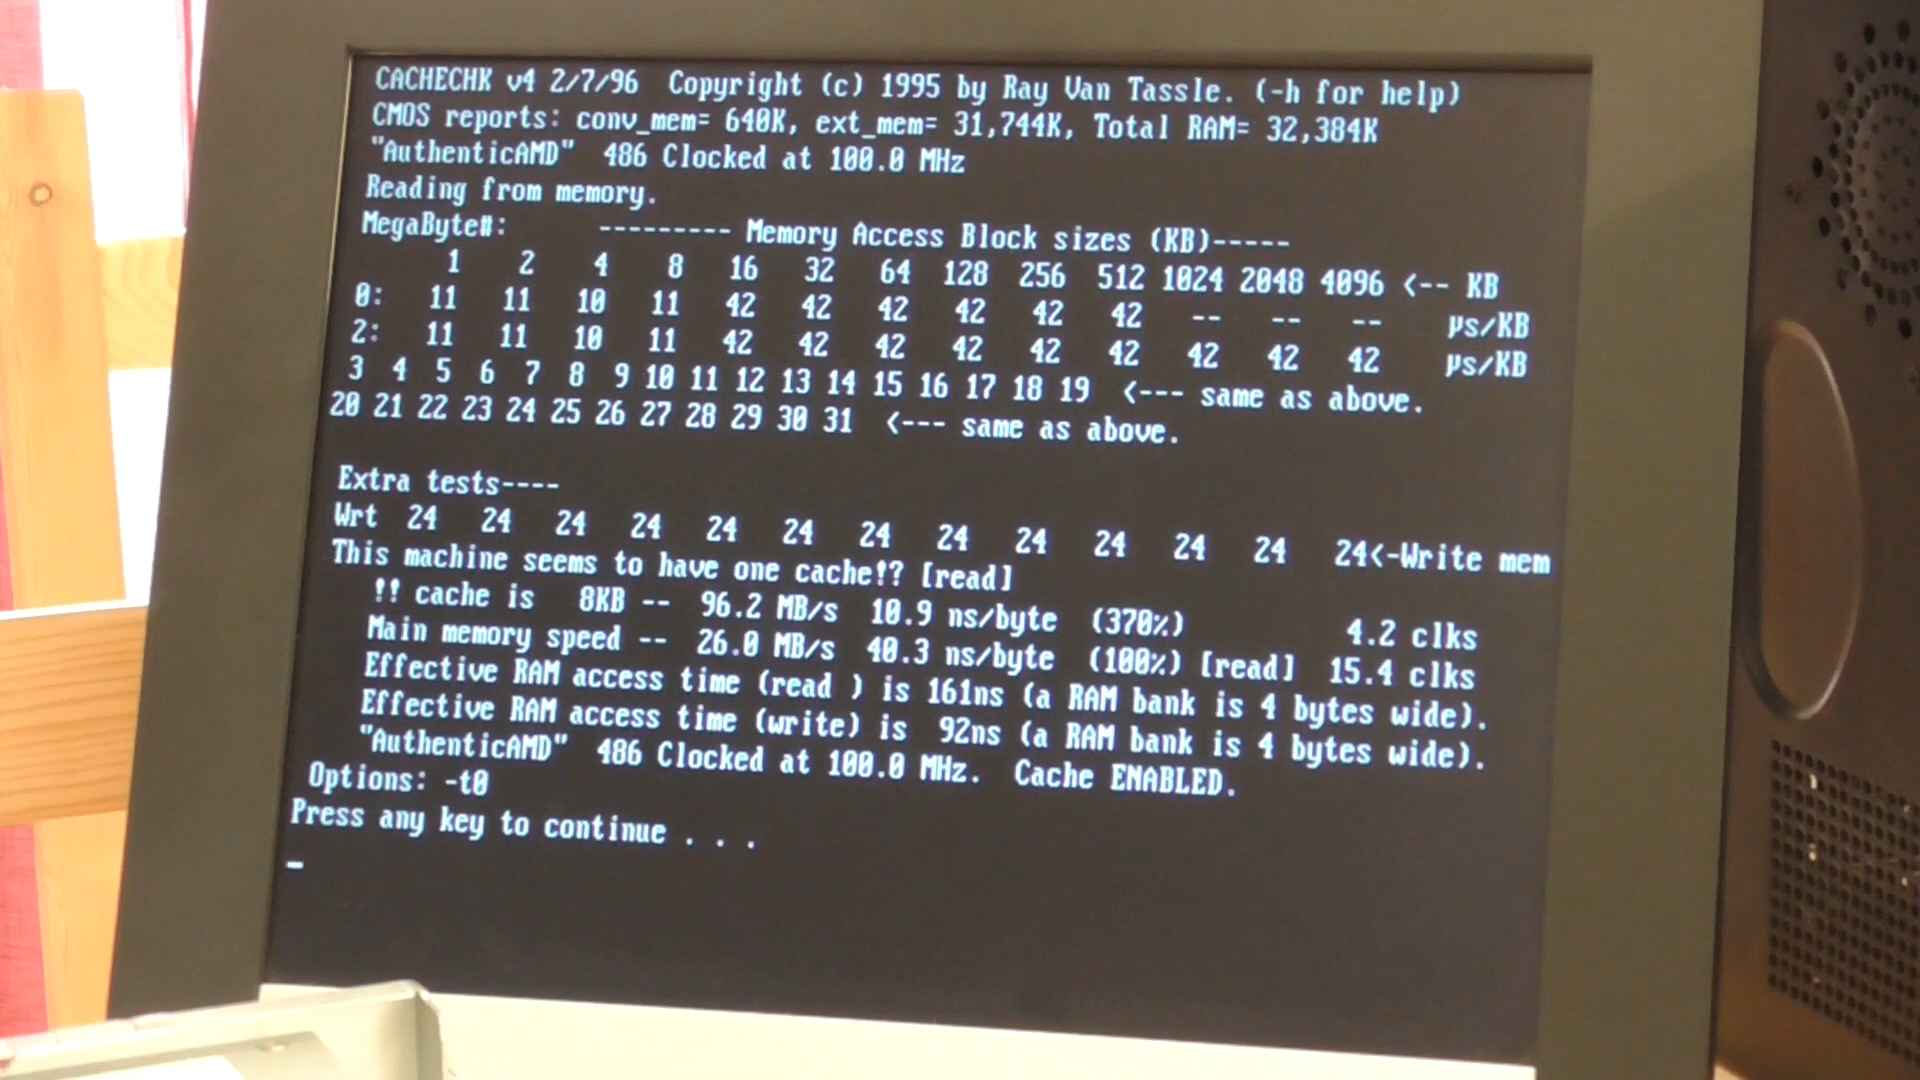 CACHECHK v4 2/7/96  Copyright (c) 1995 by Ray Van Tassle. (-h for help)
CMOS reports: conv_mem= 640K, ext_mem= 31,744K, Total RAM= 32,384K
"AuthenticAMD"  486 Clocked at 100.0 MHz
Reading from memory.
MegaByte#:      --------- Memory Access Block sizes (KB)-----
1    2    4    8   16   32   64  128  256  512 1024 2048 4096 <-- KB
0:   11   11   10   11   42   42   42   42   42   42   --   --   --    µs/KB
2:   11   11   10   11   42   42   42   42   42   42   42   42   42    µs/KB
3  4  5  6  7  8  9 10 11 12 13 14 15 16 17 18 19  <--- same as above.
20 21 22 23 24 25 26 27 28 29 30 31  <--- same as above.
Extra tests----
Wrt  24   24   24   24   24   24   24   24   24   24   24   24   24<-Write mem
This machine seems to have one cache!? [read]
!! cache is   8KB --  96.2 MB/s  10.9 ns/byte  (370%)           4.2 clks
Main memory speed --  26.0 MB/s  40.3 ns/byte  (100%) [read]  15.4 clks
Effective RAM access time (read ) is 161ns (a RAM bank is 4 bytes wide).
Effective RAM access time (write) is  92ns (a RAM bank is 4 bytes wide).
"AuthenticAMD"  486 Clocked at 100.0 MHz.  Cache ENABLED.
Options: -t0
Press any key to continue . . .
_